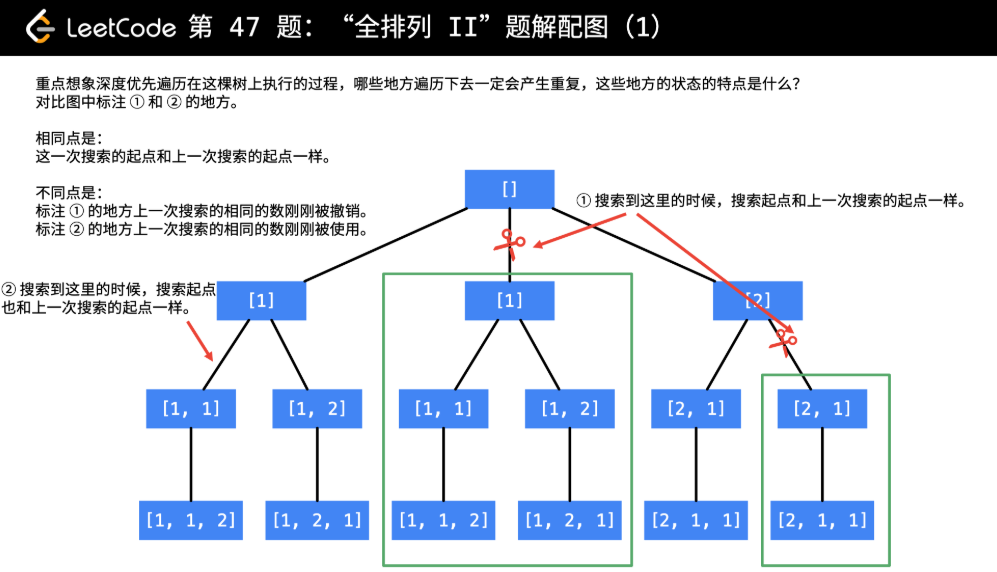 LeetCode 第 47 题：“全排列 II”题解配图（1）
重点想象深度优先遍历在这棵树上执行的过程，哪些地方遍历下去一定会产生重复，这些地方的状态的特点是什么？
对比图中标注 ① 和 ② 的地方。
相同点是：
这一次搜索的起点和上一次搜索的起点一样。
不同点是：
标注 ① 的地方上一次搜索的相同的数刚刚被撤销。
标注 ② 的地方上一次搜索的相同的数刚刚被使用。
[]
① 搜索到这里的时候，搜索起点和上一次搜索的起点一样。
② 搜索到这里的时候，搜索起点
也和上一次搜索的起点一样。
[1]
[1]
[2]
[1, 1]
[1, 2]
[1, 1]
[1, 2]
[2, 1]
[2, 1]
[1, 1, 2]
[1, 2, 1]
[1, 1, 2]
[1, 2, 1]
[2, 1, 1]
[2, 1, 1]